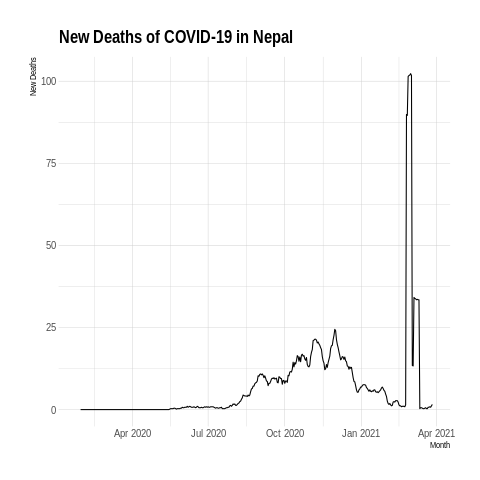 New Deaths of COVID-19 in Nepal
New Deaths
100
75
50
25
0
Apr 2020 Jul 2020 Oct 2020 Jan 2021 Apr 2021
Month